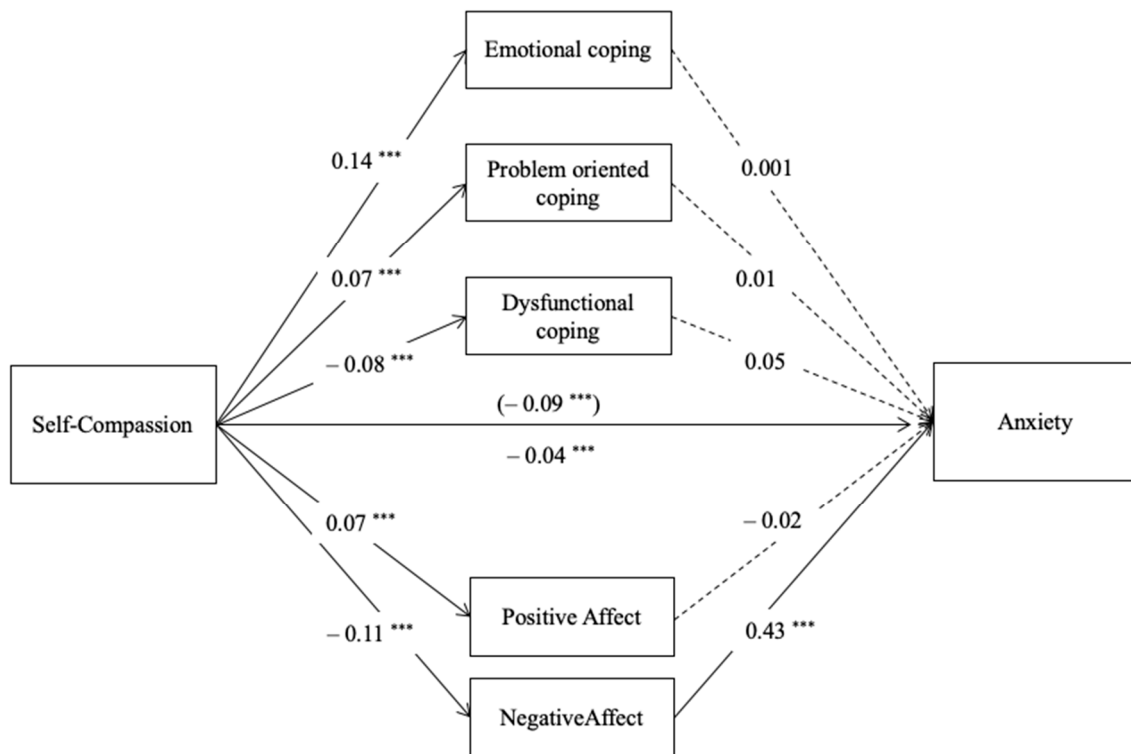 Emotional coping
0.14 ***
0.001
Problem oriented
coping
0.07 ***
0.01
Dysfunctional
coping
– 0.08 ***
0.05
Self-Compassion
(– 0.09 ***)
– 0.04 ***
Anxiety
0.07 ***
– 0.02
Positive Affect
– 0.11 ***
0.43 ***
NegativeAffect